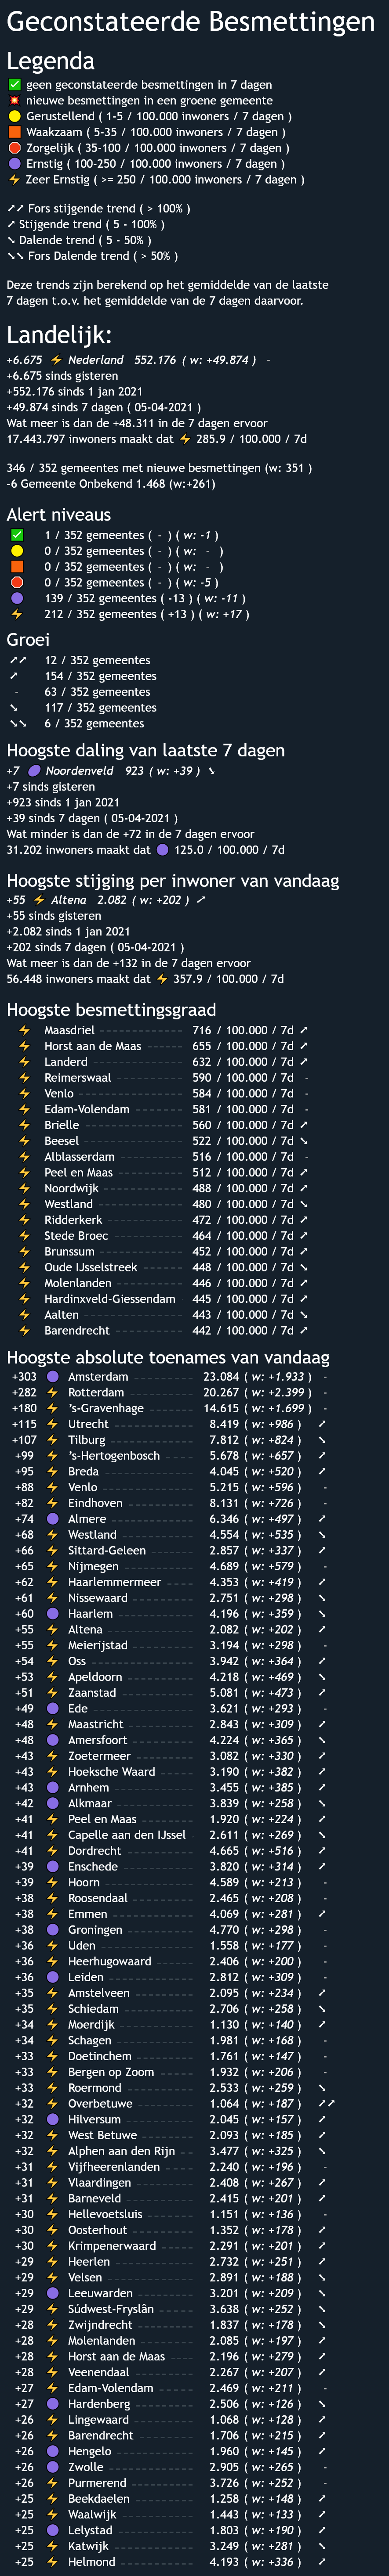 Geconstateerde Besmettingen
Legenda
✅ geen geconstateerde besmettingen in 7 dagen
💥 nieuwe besmettingen in een groene gemeente
🟡 Gerustellend ( 1-5 / 100.000 inwoners / 7 dagen )
🟧 Waakzaam ( 5-35 / 100.000 inwoners / 7 dagen )
🔴 Zorgelijk ( 35-100 / 100.000 inwoners / 7 dagen )
🟣 Ernstig ( 100-250 / 100.000 inwoners / 7 dagen )
⚡ Zeer Ernstig ( >= 250 / 100.000 inwoners / 7 dagen )
↗↗ Fors stijgende trend ( > 100% )
↗ Stijgende trend ( 5 - 100% )
↘ Dalende trend ( 5 - 50% )
↘↘ Fors Dalende trend ( > 50% )
Deze trends zijn berekend op het gemiddelde van de laatste
7 dagen t.o.v. het gemiddelde van de 7 dagen daarvoor.
Landelijk:
+6.675 ⚡ Nederland 552.176 ( w: +49.874 ) -
+6.675 sinds gisteren
+552.176 sinds 1 jan 2021
+49.874 sinds 7 dagen ( 05-04-2021 )
Wat meer is dan de +48.311 in de 7 dagen ervoor
17.443.797 inwoners maakt dat ⚡ 285.9 / 100.000 / 7d
346 / 352 gemeentes met nieuwe besmettingen (w: 351 )
-6 Gemeente Onbekend 1.468 (w:+261)
Alert niveaus
✅ 1 / 352 gemeentes ( - ) ( w: -1 )
🟡 0 / 352 gemeentes ( - ) ( w: - )
🟧 0 / 352 gemeentes ( - ) ( w: - )
🔴 0 / 352 gemeentes ( - ) ( w: -5 )
🟣 139 / 352 gemeentes ( -13 ) ( w: -11 )
⚡ 212 / 352 gemeentes ( +13 ) ( w: +17 )
Groei
↗↗ 12 / 352 gemeentes
↗ 154 / 352 gemeentes
- 63 / 352 gemeentes
↘ 117 / 352 gemeentes
↘↘ 6 / 352 gemeentes
Hoogste daling van laatste 7 dagen
+7 🟣 Noordenveld 923 ( w: +39 ) ↘
+7 sinds gisteren
+923 sinds 1 jan 2021
+39 sinds 7 dagen ( 05-04-2021 )
Wat minder is dan de +72 in de 7 dagen ervoor
31.202 inwoners maakt dat 🟣 125.0 / 100.000 / 7d
Hoogste stijging per inwoner van vandaag
+55 ⚡ Altena 2.082 ( w: +202 ) ↗
+55 sinds gisteren
+2.082 sinds 1 jan 2021
+202 sinds 7 dagen ( 05-04-2021 )
Wat meer is dan de +132 in de 7 dagen ervoor
56.448 inwoners maakt dat ⚡ 357.9 / 100.000 / 7d
Hoogste besmettingsgraad
⚡ Maasdriel 716 / 100.000 / 7d ↗
⚡ Horst aan de Maas 655 / 100.000 / 7d ↗
⚡ Landerd 632 / 100.000 / 7d ↗
⚡ Reimerswaal 590 / 100.000 / 7d -
⚡ Venlo 584 / 100.000 / 7d -
⚡ Edam-Volendam 581 / 100.000 / 7d -
⚡ Brielle 560 / 100.000 / 7d ↗
⚡ Beesel 522 / 100.000 / 7d ↘
⚡ Alblasserdam 516 / 100.000 / 7d -
⚡ Peel en Maas 512 / 100.000 / 7d ↗
⚡ Noordwijk 488 / 100.000 / 7d ↗
⚡ Westland 480 / 100.000 / 7d ↘
⚡ Ridderkerk 472 / 100.000 / 7d ↗
⚡ Stede Broec 464 / 100.000 / 7d ↗
⚡ Brunssum 452 / 100.000 / 7d ↗
⚡ Oude IJsselstreek 448 / 100.000 / 7d ↘
⚡ Molenlanden 446 / 100.000 / 7d ↗
⚡ Hardinxveld-Giessendam 445 / 100.000 / 7d ↗
⚡ Aalten 443 / 100.000 / 7d ↘
⚡ Barendrecht 442 / 100.000 / 7d ↗
Hoogste absolute toenames van vandaag
+303 🟣 Amsterdam 23.084 ( w: +1.933 ) -
+282 ⚡ Rotterdam 20.267 ( w: +2.399 ) -
+180 ⚡ 's-Gravenhage 14.615 ( w: +1.699 ) -
+115 ⚡ Utrecht 8.419 ( w: +986 ) ↗
+107 ⚡ Tilburg 7.812 ( w: +824 ) ↘
+99 ⚡ 's-Hertogenbosch 5.678 ( w: +657 ) ↗
+95 ⚡ Breda 4.045 ( w: +520 ) ↗
+88 ⚡ Venlo 5.215 ( w: +596 ) -
+82 ⚡ Eindhoven 8.131 ( w: +726 ) -
+74 🟣 Almere 6.346 ( w: +497 ) ↗
+68 ⚡ Westland 4.554 ( w: +535 ) ↘
+66 ⚡ Sittard-Geleen 2.857 ( w: +337 ) ↗
+65 ⚡ Nijmegen 4.689 ( w: +579 ) -
+62 ⚡ Haarlemmermeer 4.353 ( w: +419 ) ↗
+61 ⚡ Nissewaard 2.751 ( w: +298 ) ↘
+60 🟣 Haarlem 4.196 ( w: +359 ) ↘
+55 ⚡ Altena 2.082 ( w: +202 ) ↗
+55 ⚡ Meierijstad 3.194 ( w: +298 ) -
+54 ⚡ Oss 3.942 ( w: +364 ) ↗
+53 ⚡ Apeldoorn 4.218 ( w: +469 ) ↘
+51 ⚡ Zaanstad 5.081 ( w: +473 ) ↗
+49 🟣 Ede 3.621 ( w: +293 ) -
+48 ⚡ Maastricht 2.843 ( w: +309 ) ↗
+48 🟣 Amersfoort 4.224 ( w: +365 ) ↘
+43 ⚡ Zoetermeer 3.082 ( w: +330 ) ↗
+43 ⚡ Hoeksche Waard 3.190 ( w: +382 ) ↗
+43 🟣 Arnhem 3.455 ( w: +385 ) ↗
+42 🟣 Alkmaar 3.839 ( w: +258 ) ↘
+41 ⚡ Peel en Maas 1.920 ( w: +224 ) ↗
+41 ⚡ Capelle aan den IJssel 2.611 ( w: +269 ) ↘
+41 ⚡ Dordrecht 4.665 ( w: +516 ) ↗
+39 🟣 Enschede 3.820 ( w: +314 ) ↗
+39 ⚡ Hoorn 4.589 ( w: +213 ) -
+38 ⚡ Roosendaal 2.465 ( w: +208 ) -
+38 ⚡ Emmen 4.069 ( w: +281 ) ↗
+38 🟣 Groningen 4.770 ( w: +298 ) -
+36 ⚡ Uden 1.558 ( w: +177 ) -
+36 ⚡ Heerhugowaard 2.406 ( w: +200 ) -
+36 🟣 Leiden 2.812 ( w: +309 ) -
+35 ⚡ Amstelveen 2.095 ( w: +234 ) ↗
+35 ⚡ Schiedam 2.706 ( w: +258 ) ↘
+34 ⚡ Moerdijk 1.130 ( w: +140 ) ↗
+34 ⚡ Schagen 1.981 ( w: +168 ) -
+33 ⚡ Doetinchem 1.761 ( w: +147 ) -
+33 ⚡ Bergen op Zoom 1.932 ( w: +206 ) -
+33 ⚡ Roermond 2.533 ( w: +259 ) ↘
+32 ⚡ Overbetuwe 1.064 ( w: +187 ) ↗↗
+32 🟣 Hilversum 2.045 ( w: +157 ) ↗
+32 ⚡ West Betuwe 2.093 ( w: +185 ) ↗
+32 ⚡ Alphen aan den Rijn 3.477 ( w: +325 ) ↘
+31 ⚡ Vijfheerenlanden 2.240 ( w: +196 ) -
+31 ⚡ Vlaardingen 2.408 ( w: +267 ) ↗
+31 ⚡ Barneveld 2.415 ( w: +201 ) ↗
+30 ⚡ Hellevoetsluis 1.151 ( w: +136 ) -
+30 ⚡ Oosterhout 1.352 ( w: +178 ) ↗
+30 ⚡ Krimpenerwaard 2.291 ( w: +201 ) ↗
+29 ⚡ Heerlen 2.732 ( w: +251 ) ↗
+29 ⚡ Velsen 2.891 ( w: +188 ) ↘
+29 🟣 Leeuwarden 3.201 ( w: +209 ) ↘
+29 ⚡ Súdwest-Fryslân 3.638 ( w: +252 ) ↘
+28 ⚡ Zwijndrecht 1.837 ( w: +178 ) ↘
+28 ⚡ Molenlanden 2.085 ( w: +197 ) ↗
+28 ⚡ Horst aan de Maas 2.196 ( w: +279 ) ↗
+28 ⚡ Veenendaal 2.267 ( w: +207 ) ↗
+27 ⚡ Edam-Volendam 2.469 ( w: +211 ) -
+27 🟣 Hardenberg 2.506 ( w: +126 ) ↘
+26 ⚡ Lingewaard 1.068 ( w: +128 ) ↗
+26 ⚡ Barendrecht 1.706 ( w: +215 ) ↗
+26 🟣 Hengelo 1.960 ( w: +145 ) ↗
+26 🟣 Zwolle 2.905 ( w: +265 ) -
+26 ⚡ Purmerend 3.726 ( w: +252 ) -
+25 ⚡ Beekdaelen 1.258 ( w: +148 ) ↗
+25 ⚡ Waalwijk 1.443 ( w: +133 ) ↗
+25 🟣 Lelystad 1.803 ( w: +190 ) ↗
+25 ⚡ Katwijk 3.249 ( w: +281 ) ↘
+25 ⚡ Helmond 4.193 ( w: +336 ) ↗